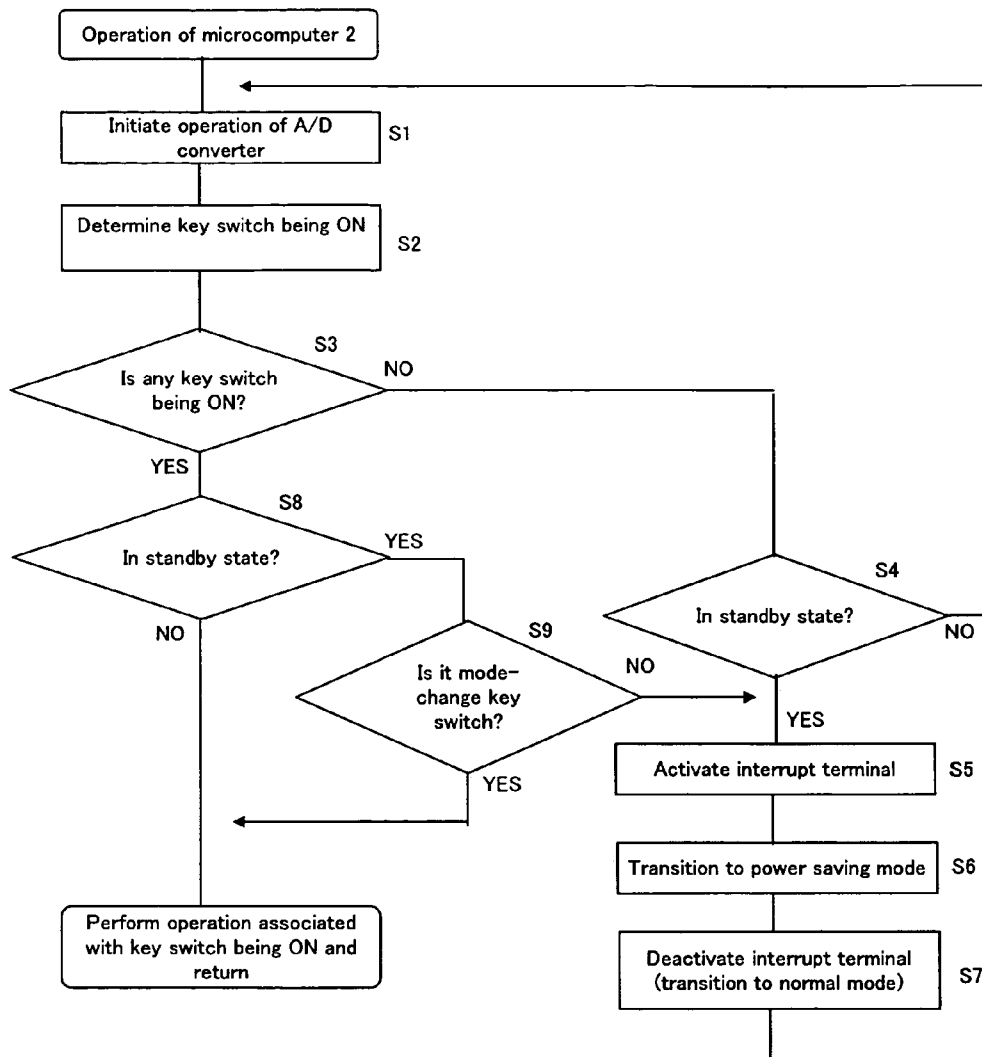 Operation of microcomputer 2
Initiate operation of A/D
converter
S1
Determine key switch being ON
S2
S3
Is any key switch
being ON?
NO
YES
S8
In standby state?
YES
NO
S4
In standby state?
NO
YES
S9
Is it mode-
change key
switch?
NO
YES
Activate interrupt terminal
S5
Transition to power saving mode
S6
Perform operation associated
with key switch being ON and
return
Deactivate interrupt terminal
(transition to normal mode)
S7